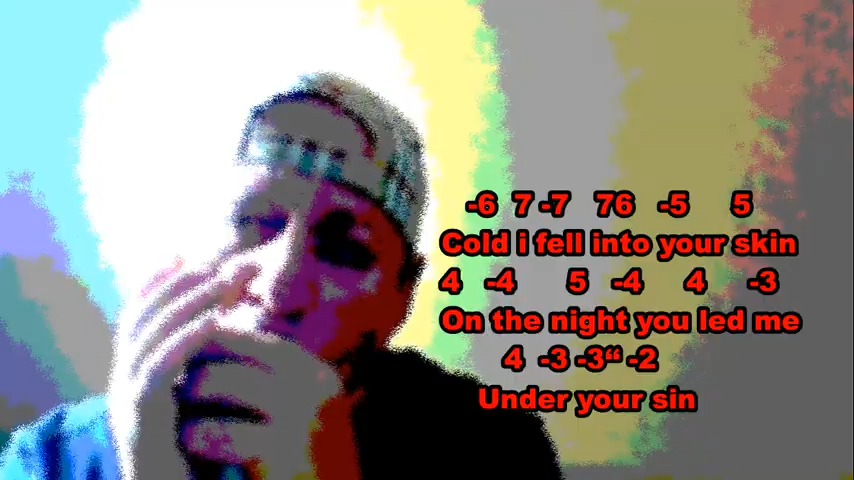 -6 7 -7 76 -5 5
Cold i fell into your skin
4 -4 5 -4 4 -3
On the night you led me
4 -3 -3“ -2
Under your sin